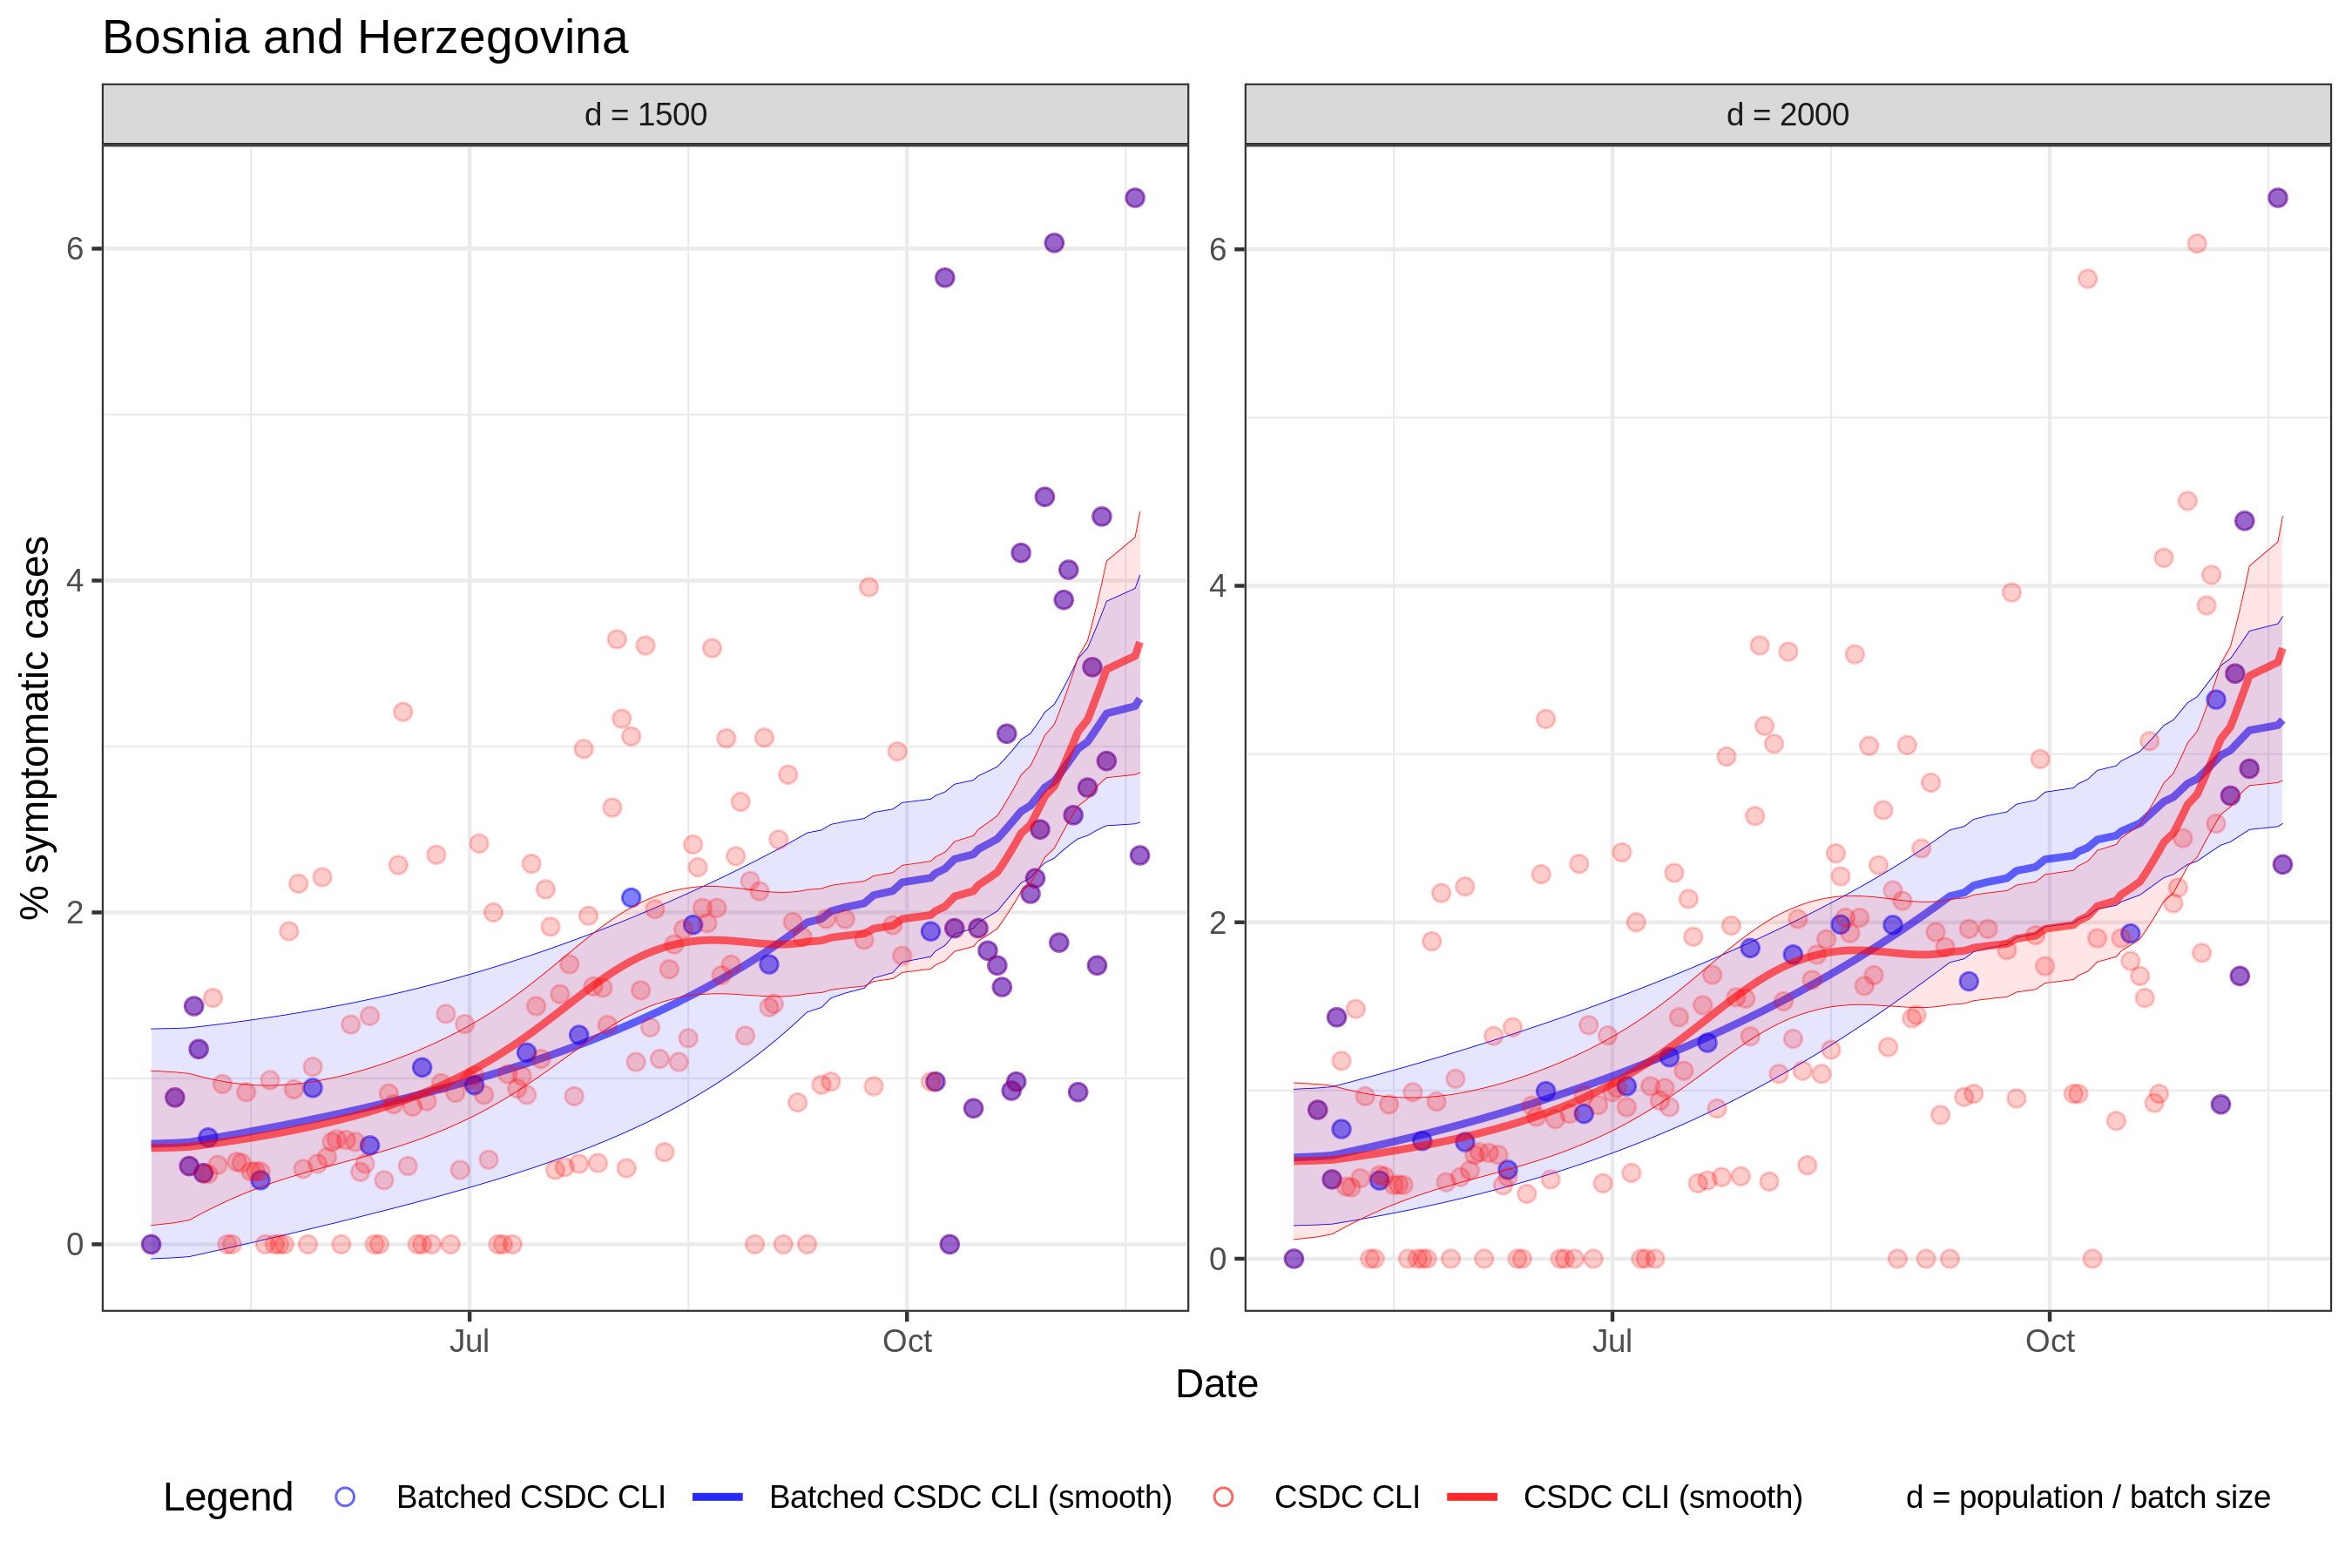 Bosnia and Herzegovina
d = 1500
d = 2000
% symptomatic cases
6
4
2
0
6
4
2
0
Jul
Oct
Jul
Oct
Date
Legend
Batched CSDC CLI
Batched CSDC CLI (smooth)
CSDC CLI
CSDC CLI (smooth)
d = population / batch size